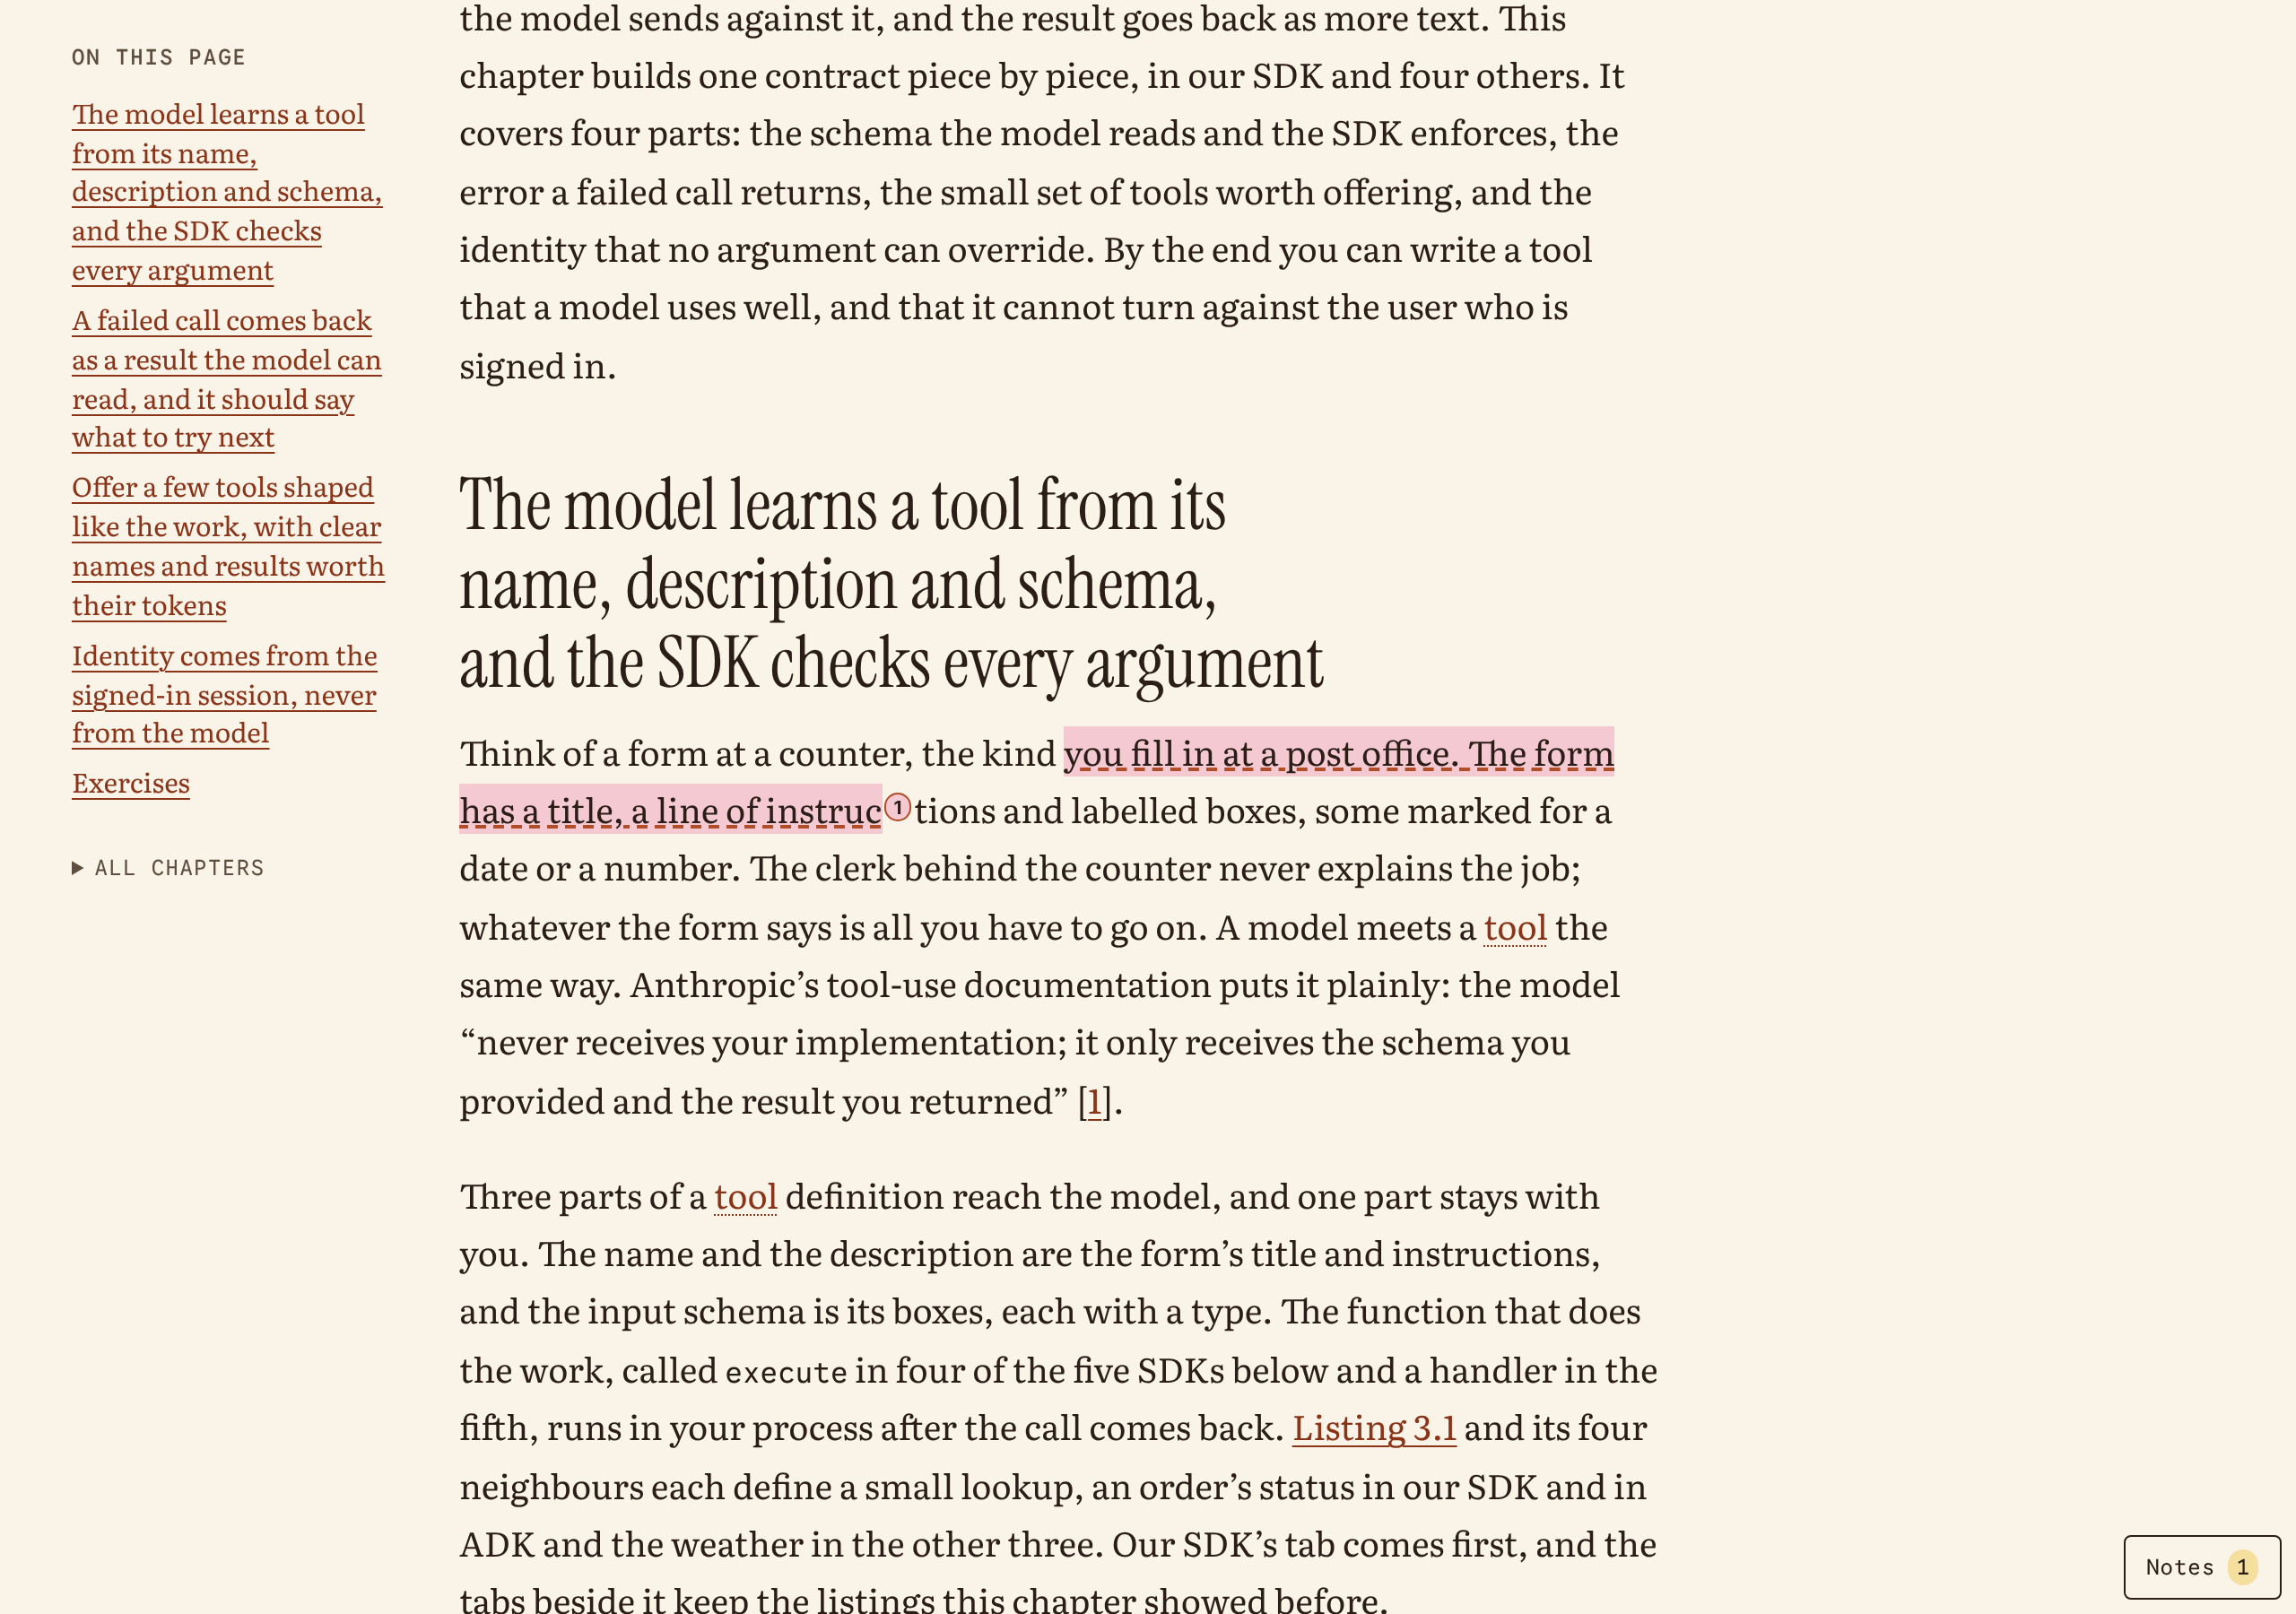 ON THIS PAGE
The model learns a tool
from its name,
description and schema,
and the SDK checks
every argument
A failed call comes back
as a result the model can
read, and it should say
what to try next
Offer a few tools shaped
like the work, with clear
names and results worth
their tokens
Identity comes from the
signed-in session, never
from the model
Exercises
▶ ALL CHAPTERS
the model sends against it, and the result goes back as more text. This
chapter builds one contract piece by piece, in our SDK and four others. It
covers four parts: the schema the model reads and the SDK enforces, the
error a failed call returns, the small set of tools worth offering, and the
identity that no argument can override. By the end you can write a tool
that a model uses well, and that it cannot turn against the user who is
signed in.
The model learns a tool from its
name, description and schema,
and the SDK checks every argument
Think of a form at a counter, the kind you fill in at a post office. The form
has a title, a line of instruc1tions and labelled boxes, some marked for a
date or a number. The clerk behind the counter never explains the job;
whatever the form says is all you have to go on. A model meets a tool the
same way. Anthropic’s tool-use documentation puts it plainly: the model
“never receives your implementation; it only receives the schema you
provided and the result you returned” [1].
Three parts of a tool definition reach the model, and one part stays with
you. The name and the description are the form’s title and instructions,
and the input schema is its boxes, each with a type. The function that does
the work, called execute in four of the five SDKs below and a handler in the
fifth, runs in your process after the call comes back. Listing 3.1 and its four
neighbours each define a small lookup, an order’s status in our SDK and in
ADK and the weather in the other three. Our SDK’s tab comes first, and the
tabs beside it keep the listings this chapter showed before.
Notes 1